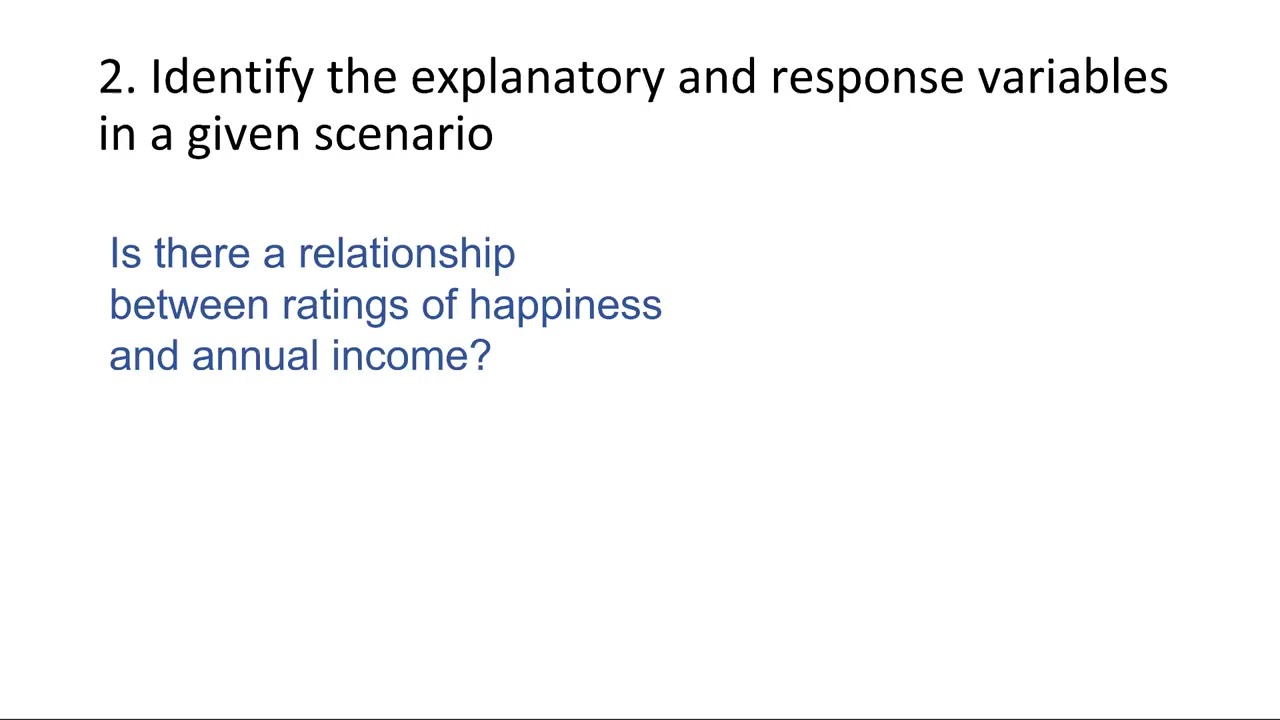 2. Identify the explanatory and response variables
in a given scenario
Is there a relationship
between ratings of happiness
and annual income?